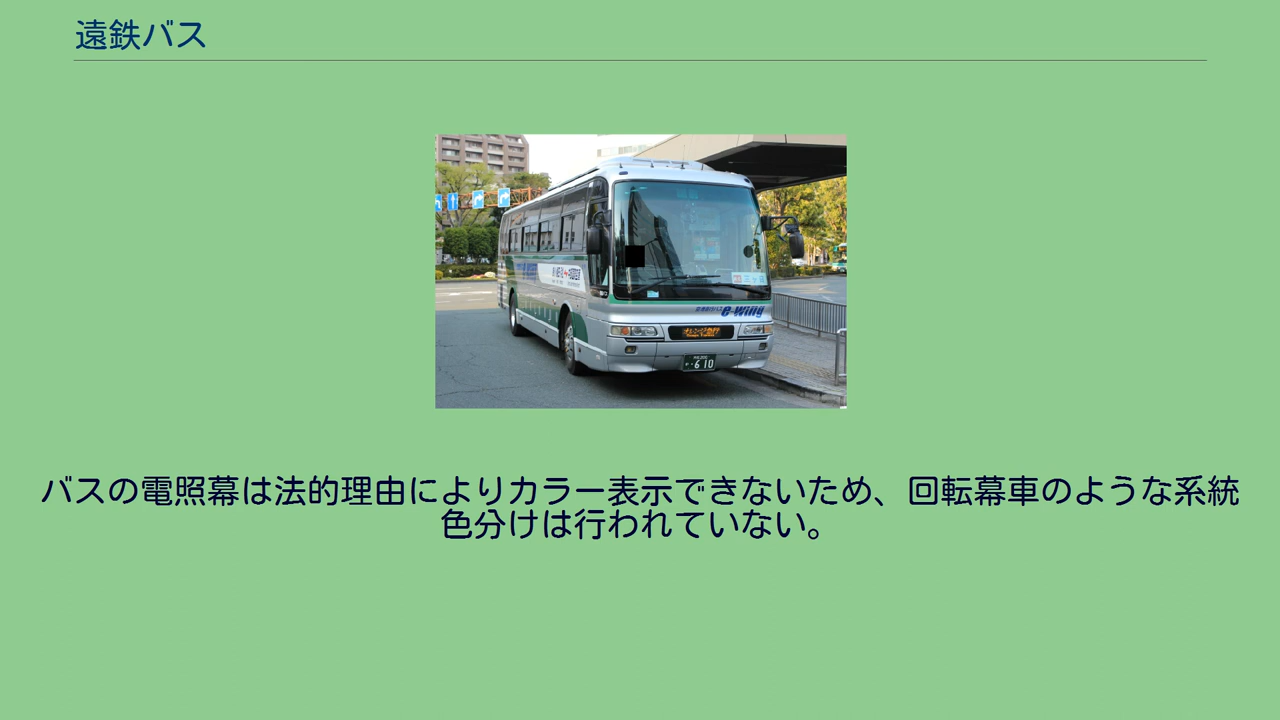 遠鉄バス
e-wing
610
バスの電照幕は法的理由によりカラー表示できないため、回転幕車のような系統
色分けは行われていない。